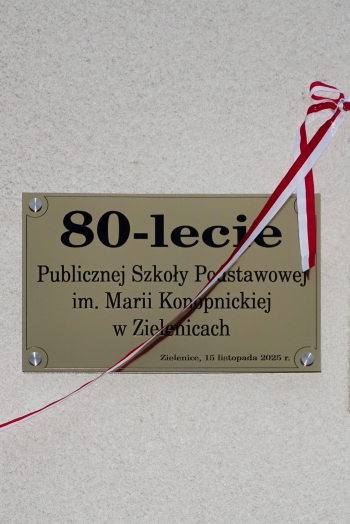 80-lecie
Publicznej Szkoły Podstawowej
im. Marii Konopnickiej
w Zielenicach
Zielenice, 15 listopada 2025 r.